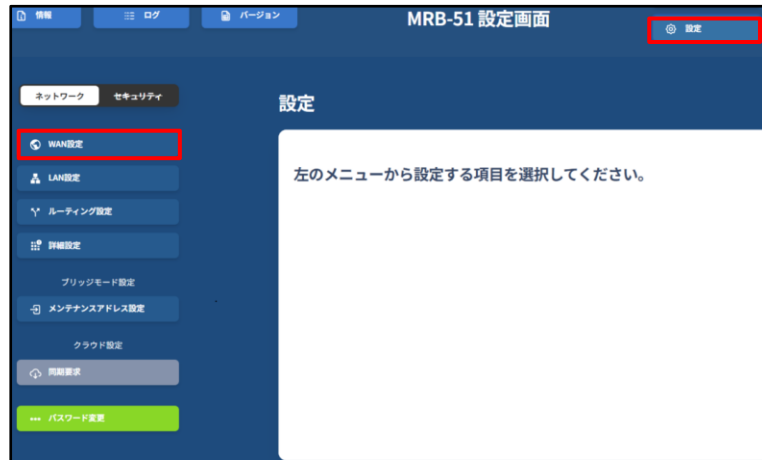 情報
ログ
バージョン
MRB-51 設定画面
設定
ネットワーク
セキュリティ
設定
WAN設定
左のメニューから設定する項目を選択してください。
LAN設定
ルーティング設定
詳細設定
ブリッジモード設定
メンテナンスアドレス設定
クラウド設定
同期要求
パスワード変更